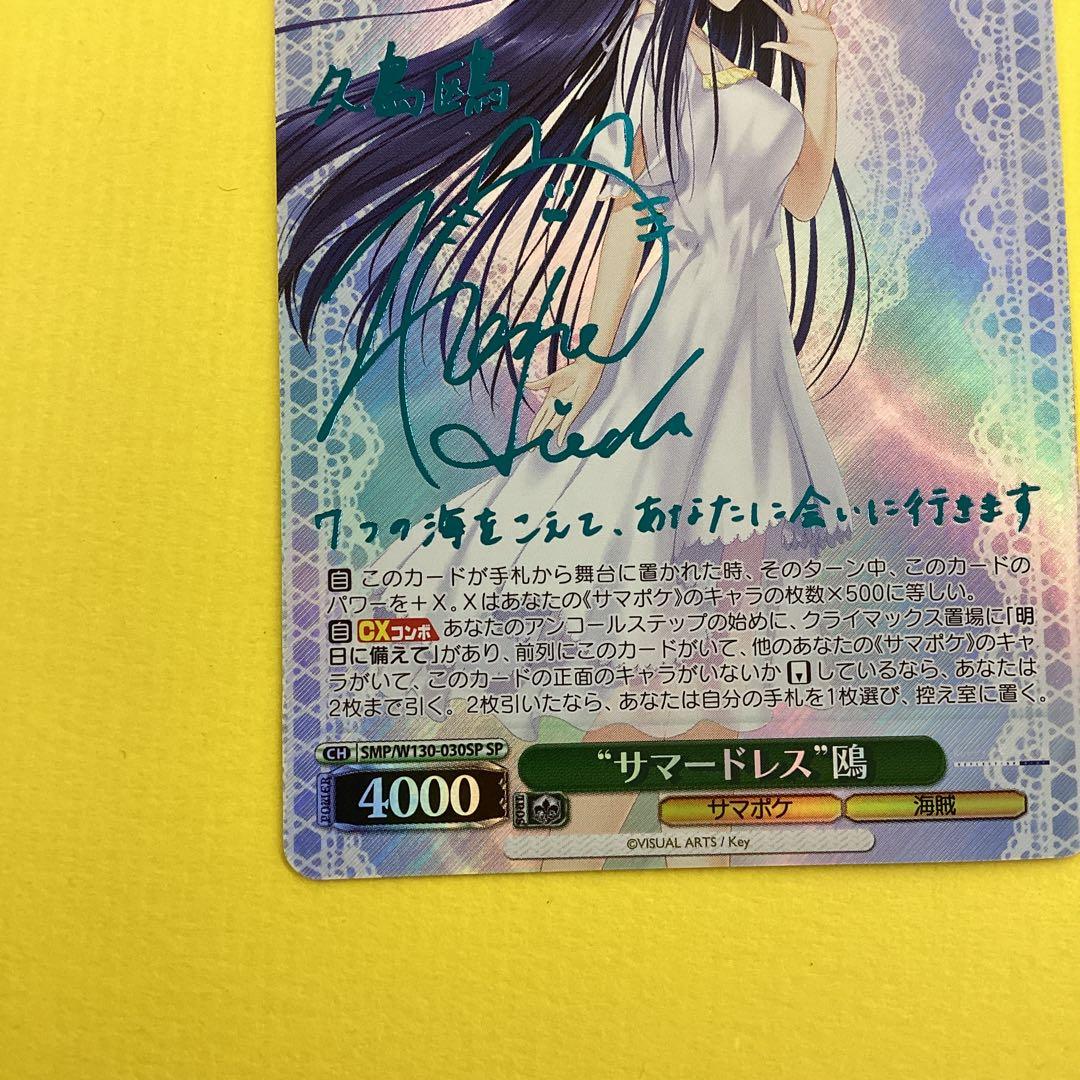 久島鴎
7つの海をこえて、あなたに会いに行きます
自 このカードが手札から舞台に置かれた時、そのターン中、このカードの
パワーを＋X。Xはあなたの《サマポケ》のキャラの枚数×500に等しい。
自 CXコンボ あなたのアンコールステップの始めに、クライマックス置場に「明
日に備えて」があり、前列にこのカードがいて、他のあなたの《サマポケ》のキャ
ラがいて、このカードの正面のキャラがいないかしているなら、あなたは
2枚まで引く。2枚引いたなら、あなたは自分の手札を1枚選び、控え室に置く。
CH SMP/W130-030SP SP
“サマードレス”鴎
POWER 4000
SOUL
サマポケ 海賊
©VISUAL ARTS / Key